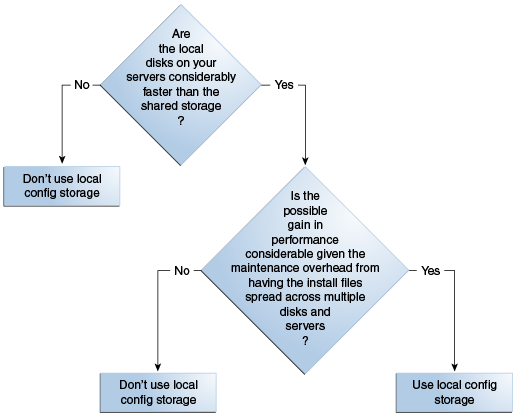 Are
the local
disks on your
servers considerably
faster than the
shared storage
?
No
Yes
Don't use local
config storage
Is the
possible
gain in
performance
considerable given the
maintenance overhead from
having the install files
spread across multiple
disks and
servers
?
No
Yes
Don't use local
config storage
Use local config
storage